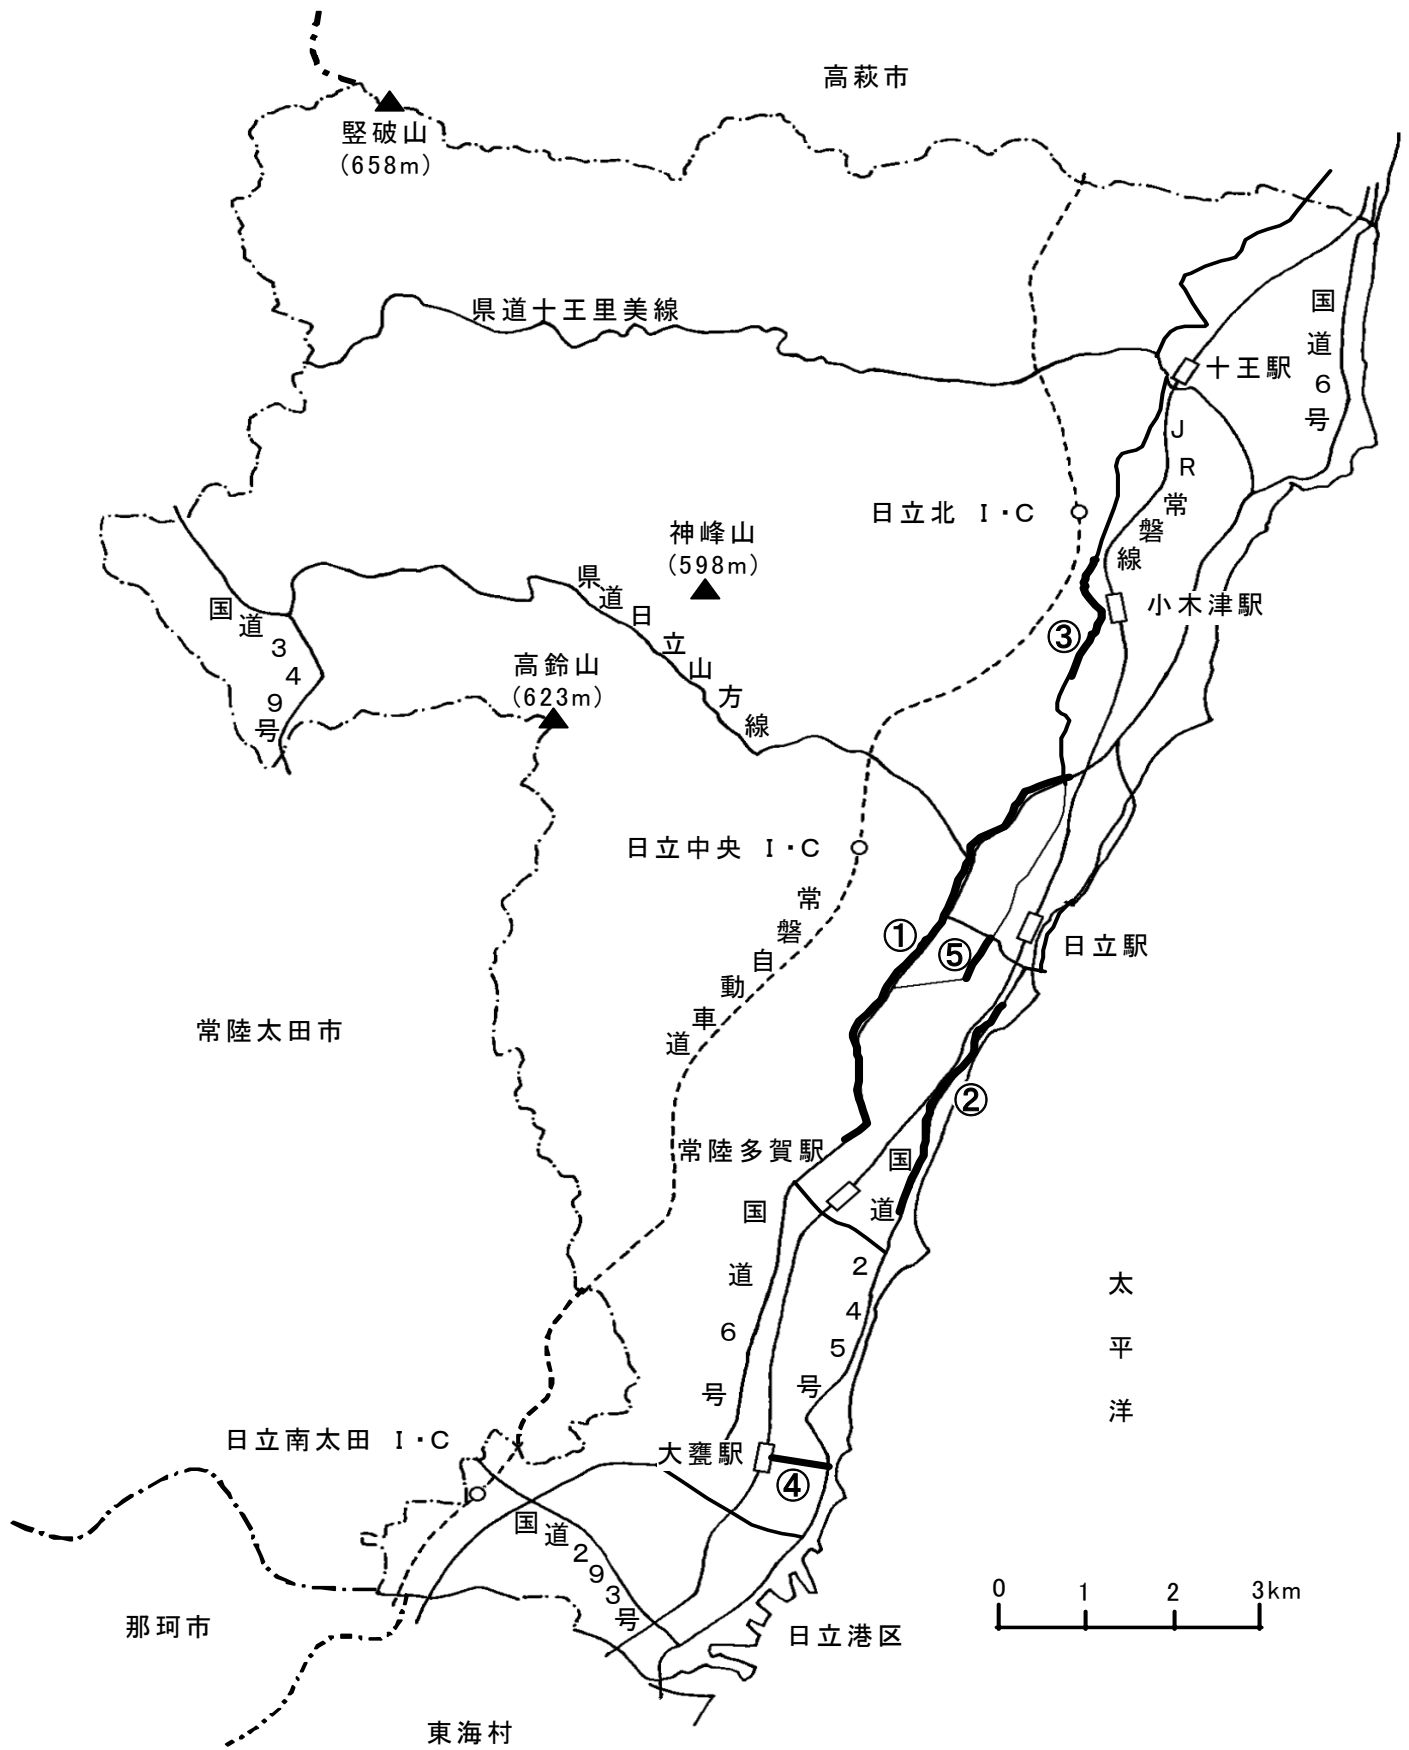 高萩市
竪破山
(658m)
県道十王里美線
国道6号
十王駅
JR常磐線
日立北 I・C
神峰山
(598m)
県道日立山方線
国道349号
小木津駅
③
高鈴山
(623m)
日立中央 I・C
常磐自動車道
①
⑤
日立駅
常陸太田市
②
常陸多賀駅
国道6号
国道245号
太平洋
日立南太田 I・C
大甕駅
④
国道293号
0 1 2 3km
那珂市
日立港区
東海村